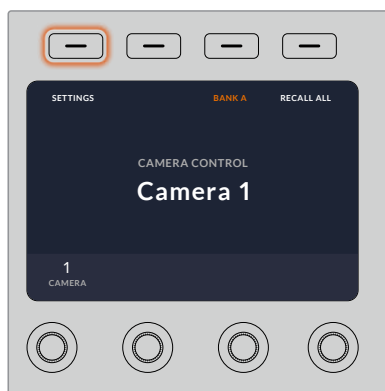 SETTINGS BANK A RECALL ALL
CAMERA CONTROL
Camera 1
1
CAMERA